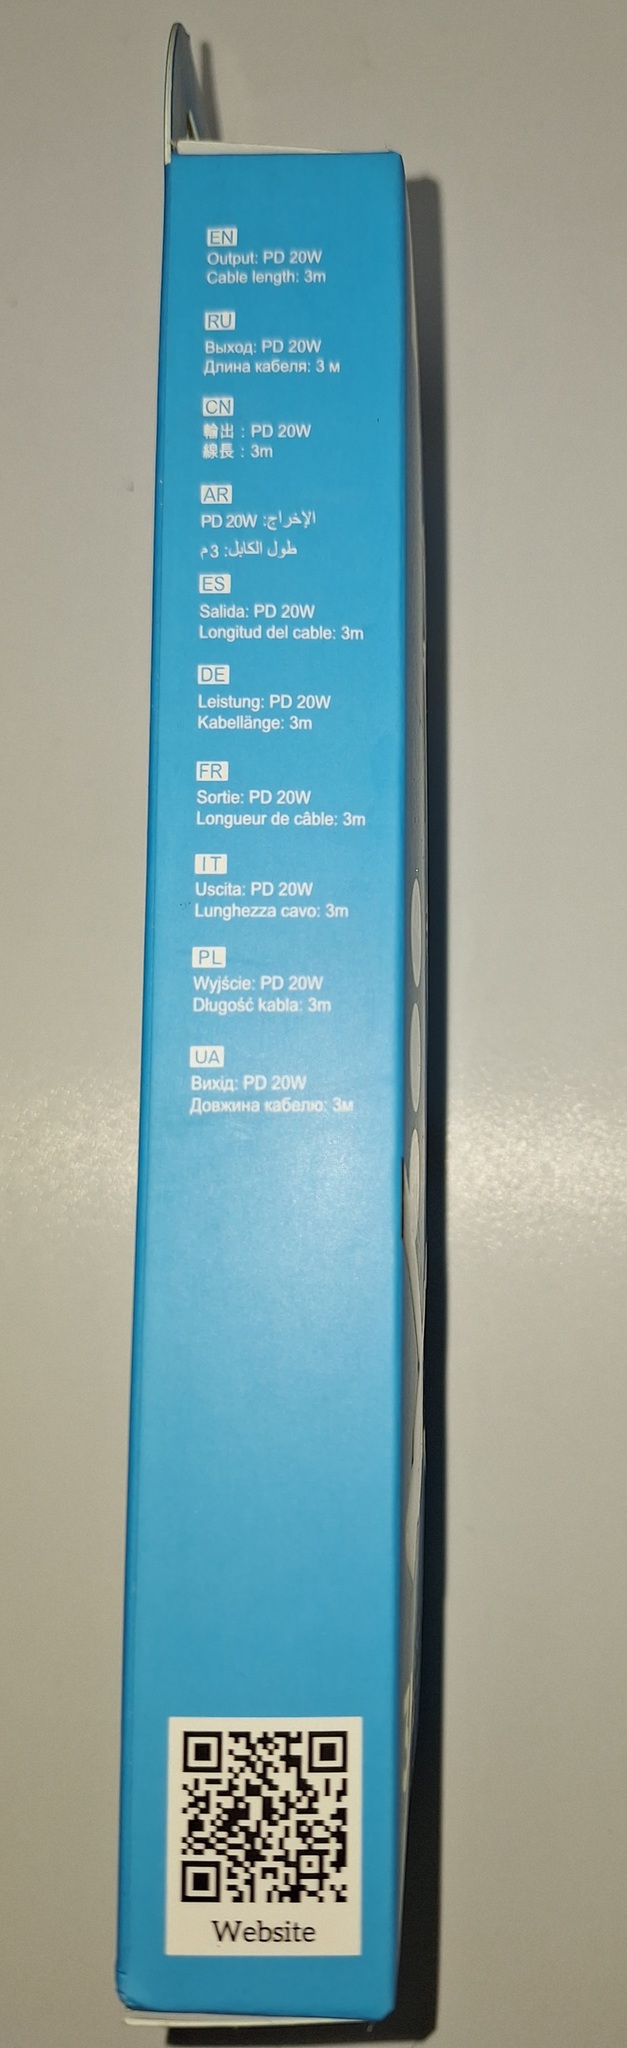 EN
Output: PD 20W
Cable length: 3m
RU
Выход: PD 20W
Длина кабеля: 3 м
CN
輸出：PD 20W
線長：3m
AR
الإخراج: PD 20W
طول الكابل: 3م
ES
Salida: PD 20W
Longitud del cable: 3m
DE
Leistung: PD 20W
Kabellänge: 3m
FR
Sortie: PD 20W
Longueur de câble: 3m
IT
Uscita: PD 20W
Lunghezza cavo: 3m
PL
Wyjście: PD 20W
Długość kabla: 3m
UA
Вихід: PD 20W
Довжина кабелю: 3м
Website